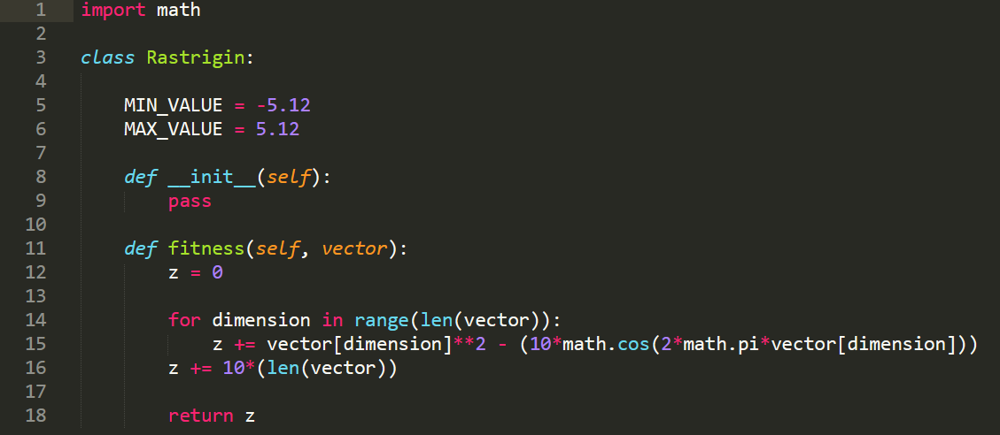 1 import math
2
3 class Rastrigin:
4
5     MIN_VALUE = -5.12
6     MAX_VALUE = 5.12
7
8     def __init__(self):
9         pass
10
11     def fitness(self, vector):
12         z = 0
13
14         for dimension in range(len(vector)):
15             z += vector[dimension]**2 - (10*math.cos(2*math.pi*vector[dimension]))
16         z += 10*(len(vector))
17
18         return z